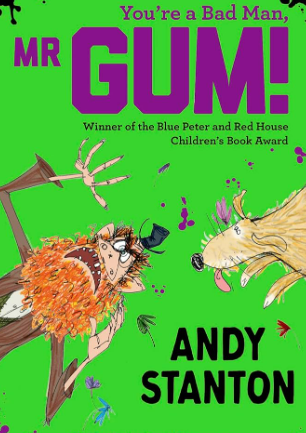 You're a Bad Man,
MR GUM!
Winner of the Blue Peter and Red House
Children's Book Award
ANDY
STANTON